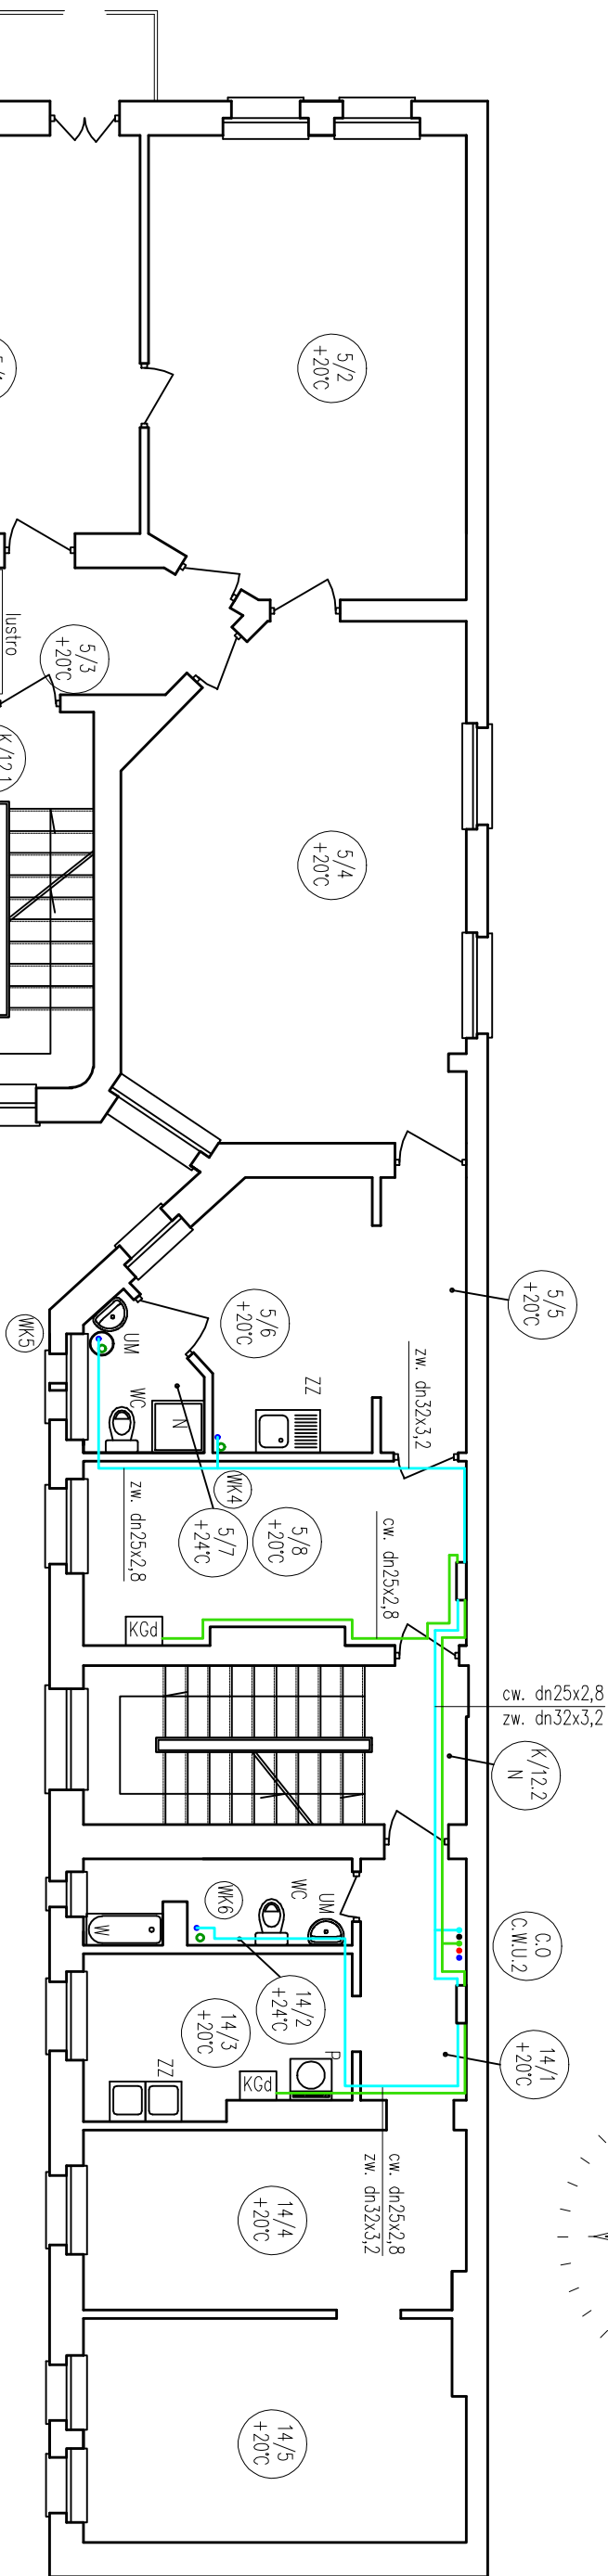 5/2
+20°C
lustro
5/3
+20°C
K/12.1
5/4
+20°C
5/5
+20°C
5/6
+20°C
WK5
UM
WC
N
ZZ
zw. dn32x3,2
WK4
zw. dn25x2,8
5/7
+24°C
5/8
+20°C
cw. dn25x2,8
KGd
cw. dn25x2,8
zw. dn32x3,2
K/12.2
N
WK6
WC
UM
W
C.O
C.W.U.2
14/2
+24°C
14/3
+20°C
14/1
+20°C
P
ZZ
KGd
cw. dn25x2,8
zw. dn32x3,2
14/4
+20°C
14/5
+20°C